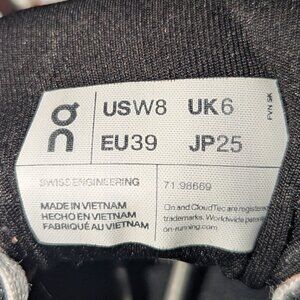 on
USW8 UK6
EU39 JP25
SWISS ENGINEERING
71.98669
MADE IN VIETNAM
HECHO EN VIETNAM
FABRIQUÉ AU VIETNAM
On and CloudTec are registered
trademarks. Worldwide
on-running.com
FVN SK